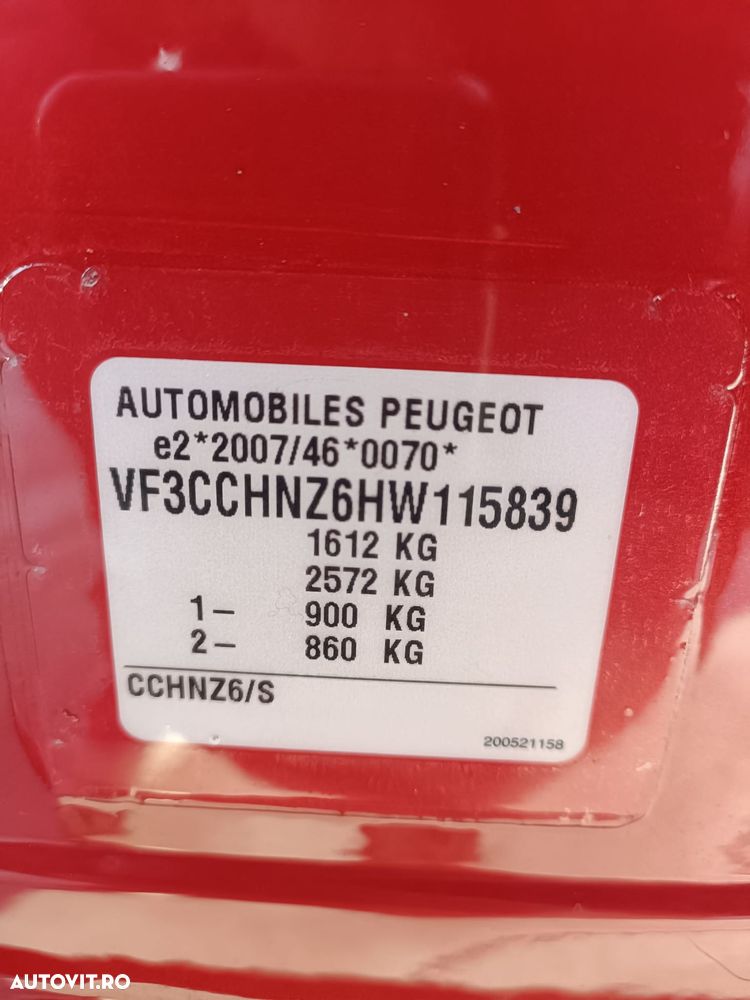 AUTOMOBILES PEUGEOT
e2*2007/46*0070*
VF3CCHNZ6HW115839
1612 KG
2572 KG
1– 900 KG
2– 860 KG
CCHNZ6/S
200521158
AUTOVIT.RO